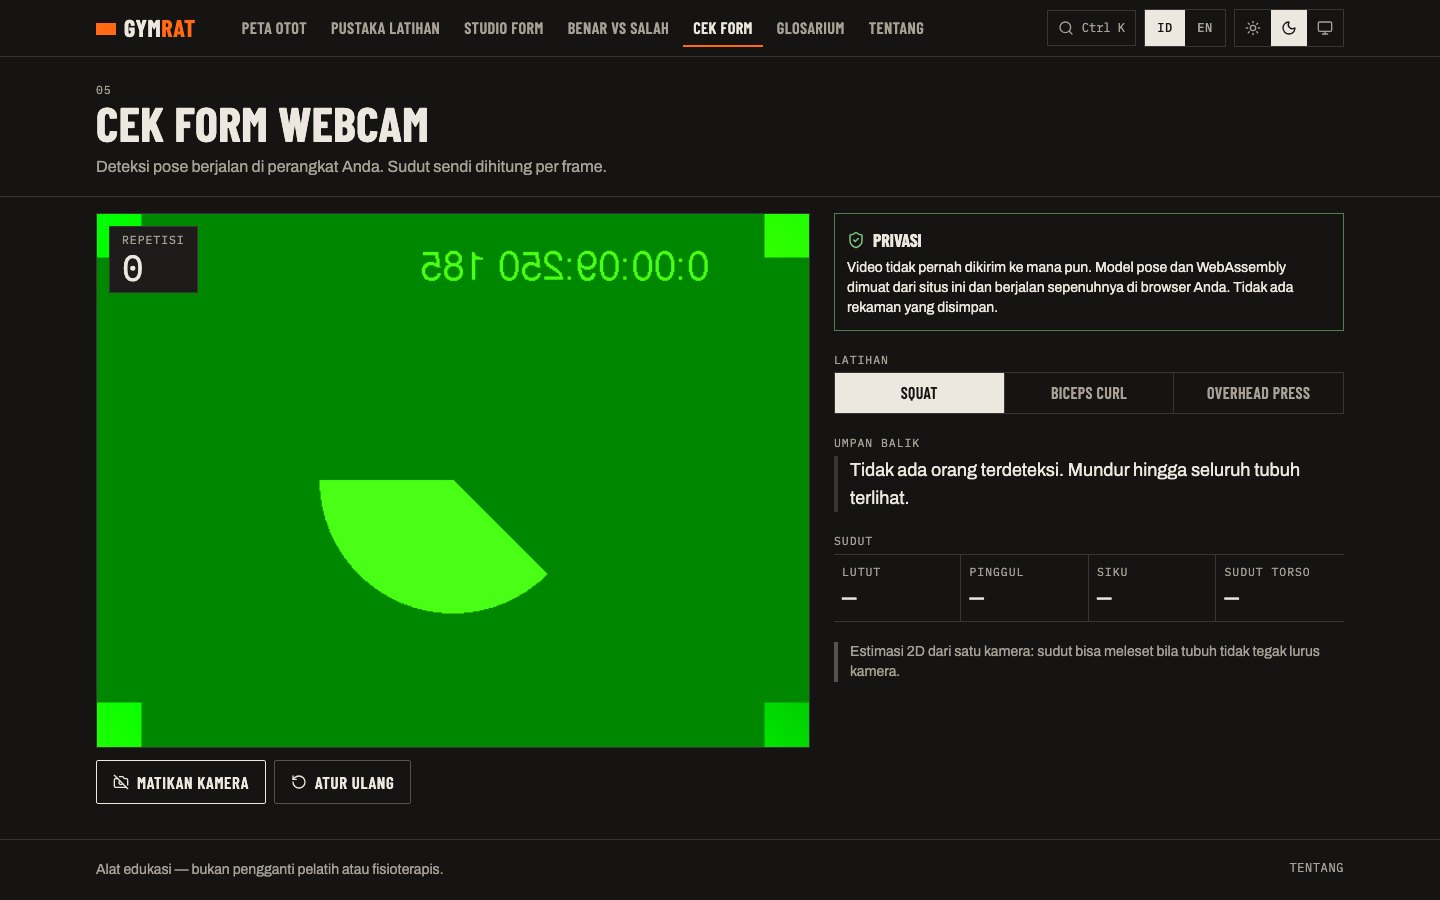 GYMRAT
PETA OTOT
PUSTAKA LATIHAN
STUDIO FORM
BENAR VS SALAH
CEK FORM
GLOSARIUM
TENTANG
Ctrl K
ID
EN
05
CEK FORM WEBCAM
Deteksi pose berjalan di perangkat Anda. Sudut sendi dihitung per frame.
REPETISI
0
0:00:09:250 185
PRIVASI
Video tidak pernah dikirim ke mana pun. Model pose dan WebAssembly
dimuat dari situs ini dan berjalan sepenuhnya di browser Anda. Tidak ada
rekaman yang disimpan.
LATIHAN
SQUAT
BICEPS CURL
OVERHEAD PRESS
UMPAN BALIK
Tidak ada orang terdeteksi. Mundur hingga seluruh tubuh
terlihat.
SUDUT
LUTUT
PINGGUL
SIKU
SUDUT TORSO
—
—
—
—
Estimasi 2D dari satu kamera: sudut bisa meleset bila tubuh tidak tegak lurus
kamera.
MATIKAN KAMERA
ATUR ULANG
Alat edukasi — bukan pengganti pelatih atau fisioterapis.
TENTANG